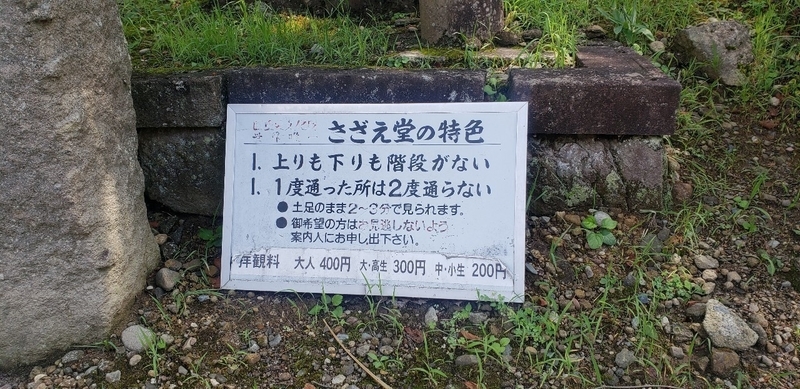 さざえ堂の特色
1. 上りも下りも階段がない
1. 1度通った所は2度通らない
● 土足のまま2〜3分で見られます。
● 御希望の方はお見逃しないよう
案内人にお申し出下さい。
拝観料 大人 400円 大・高生 300円 中・小生 200円